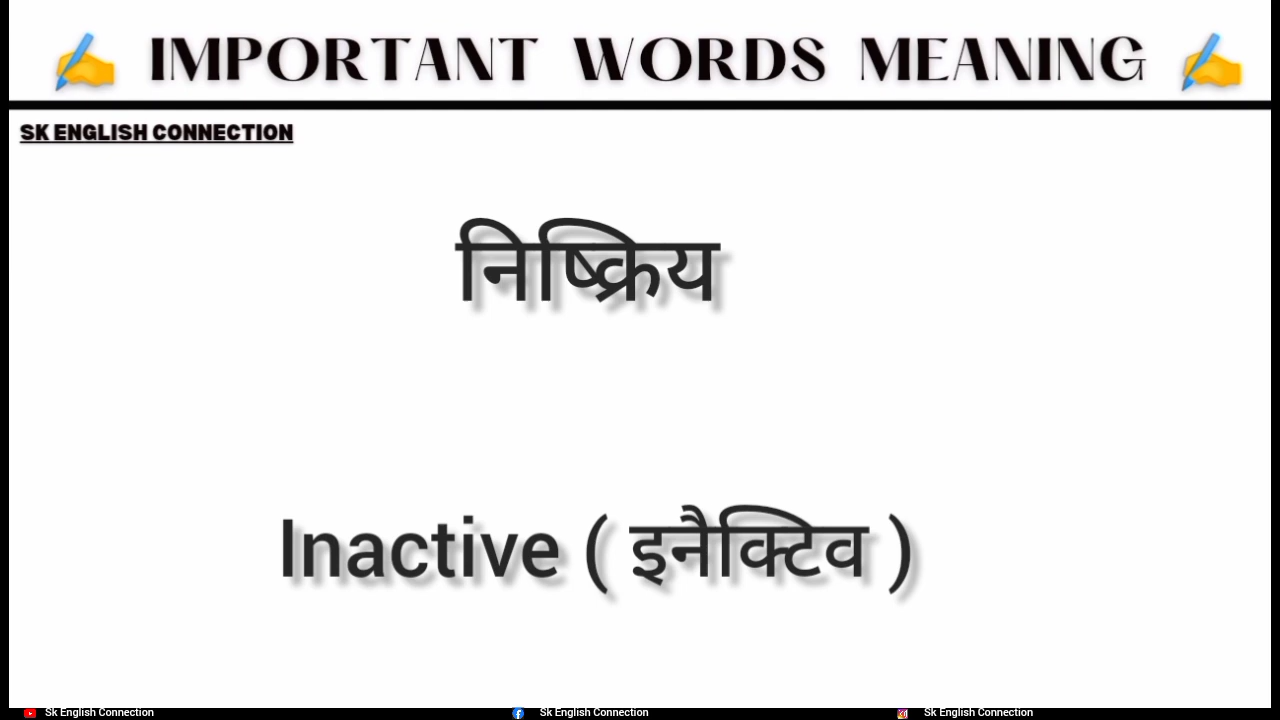 ✍️ IMPORTANT WORDS MEANING ✍️
SK ENGLISH CONNECTION
निष्क्रिय
Inactive ( इनैक्टिव )
Sk English Connection Sk English Connection Sk English Connection